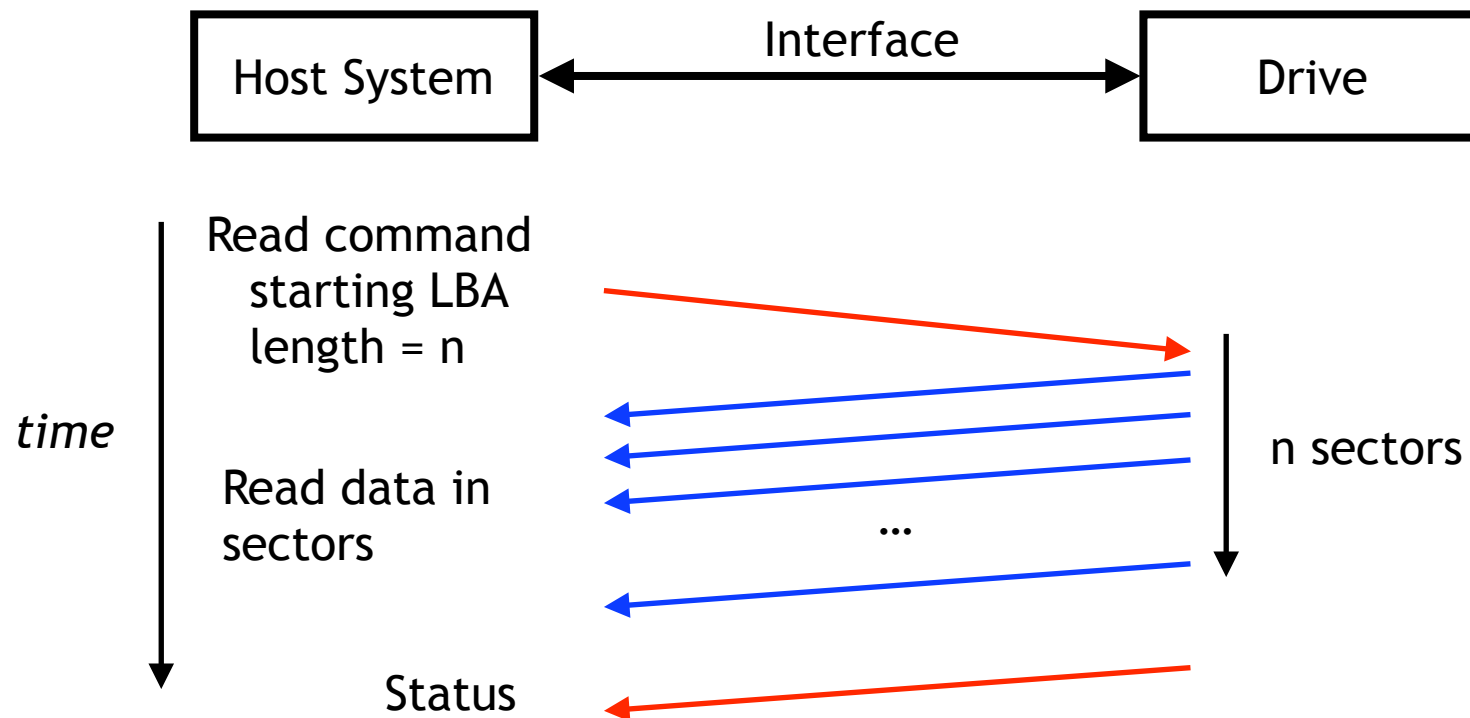 Interface
Host System
Drive
Read command
starting LBA
length = n
time
n sectors
Read data in
sectors
...
Status